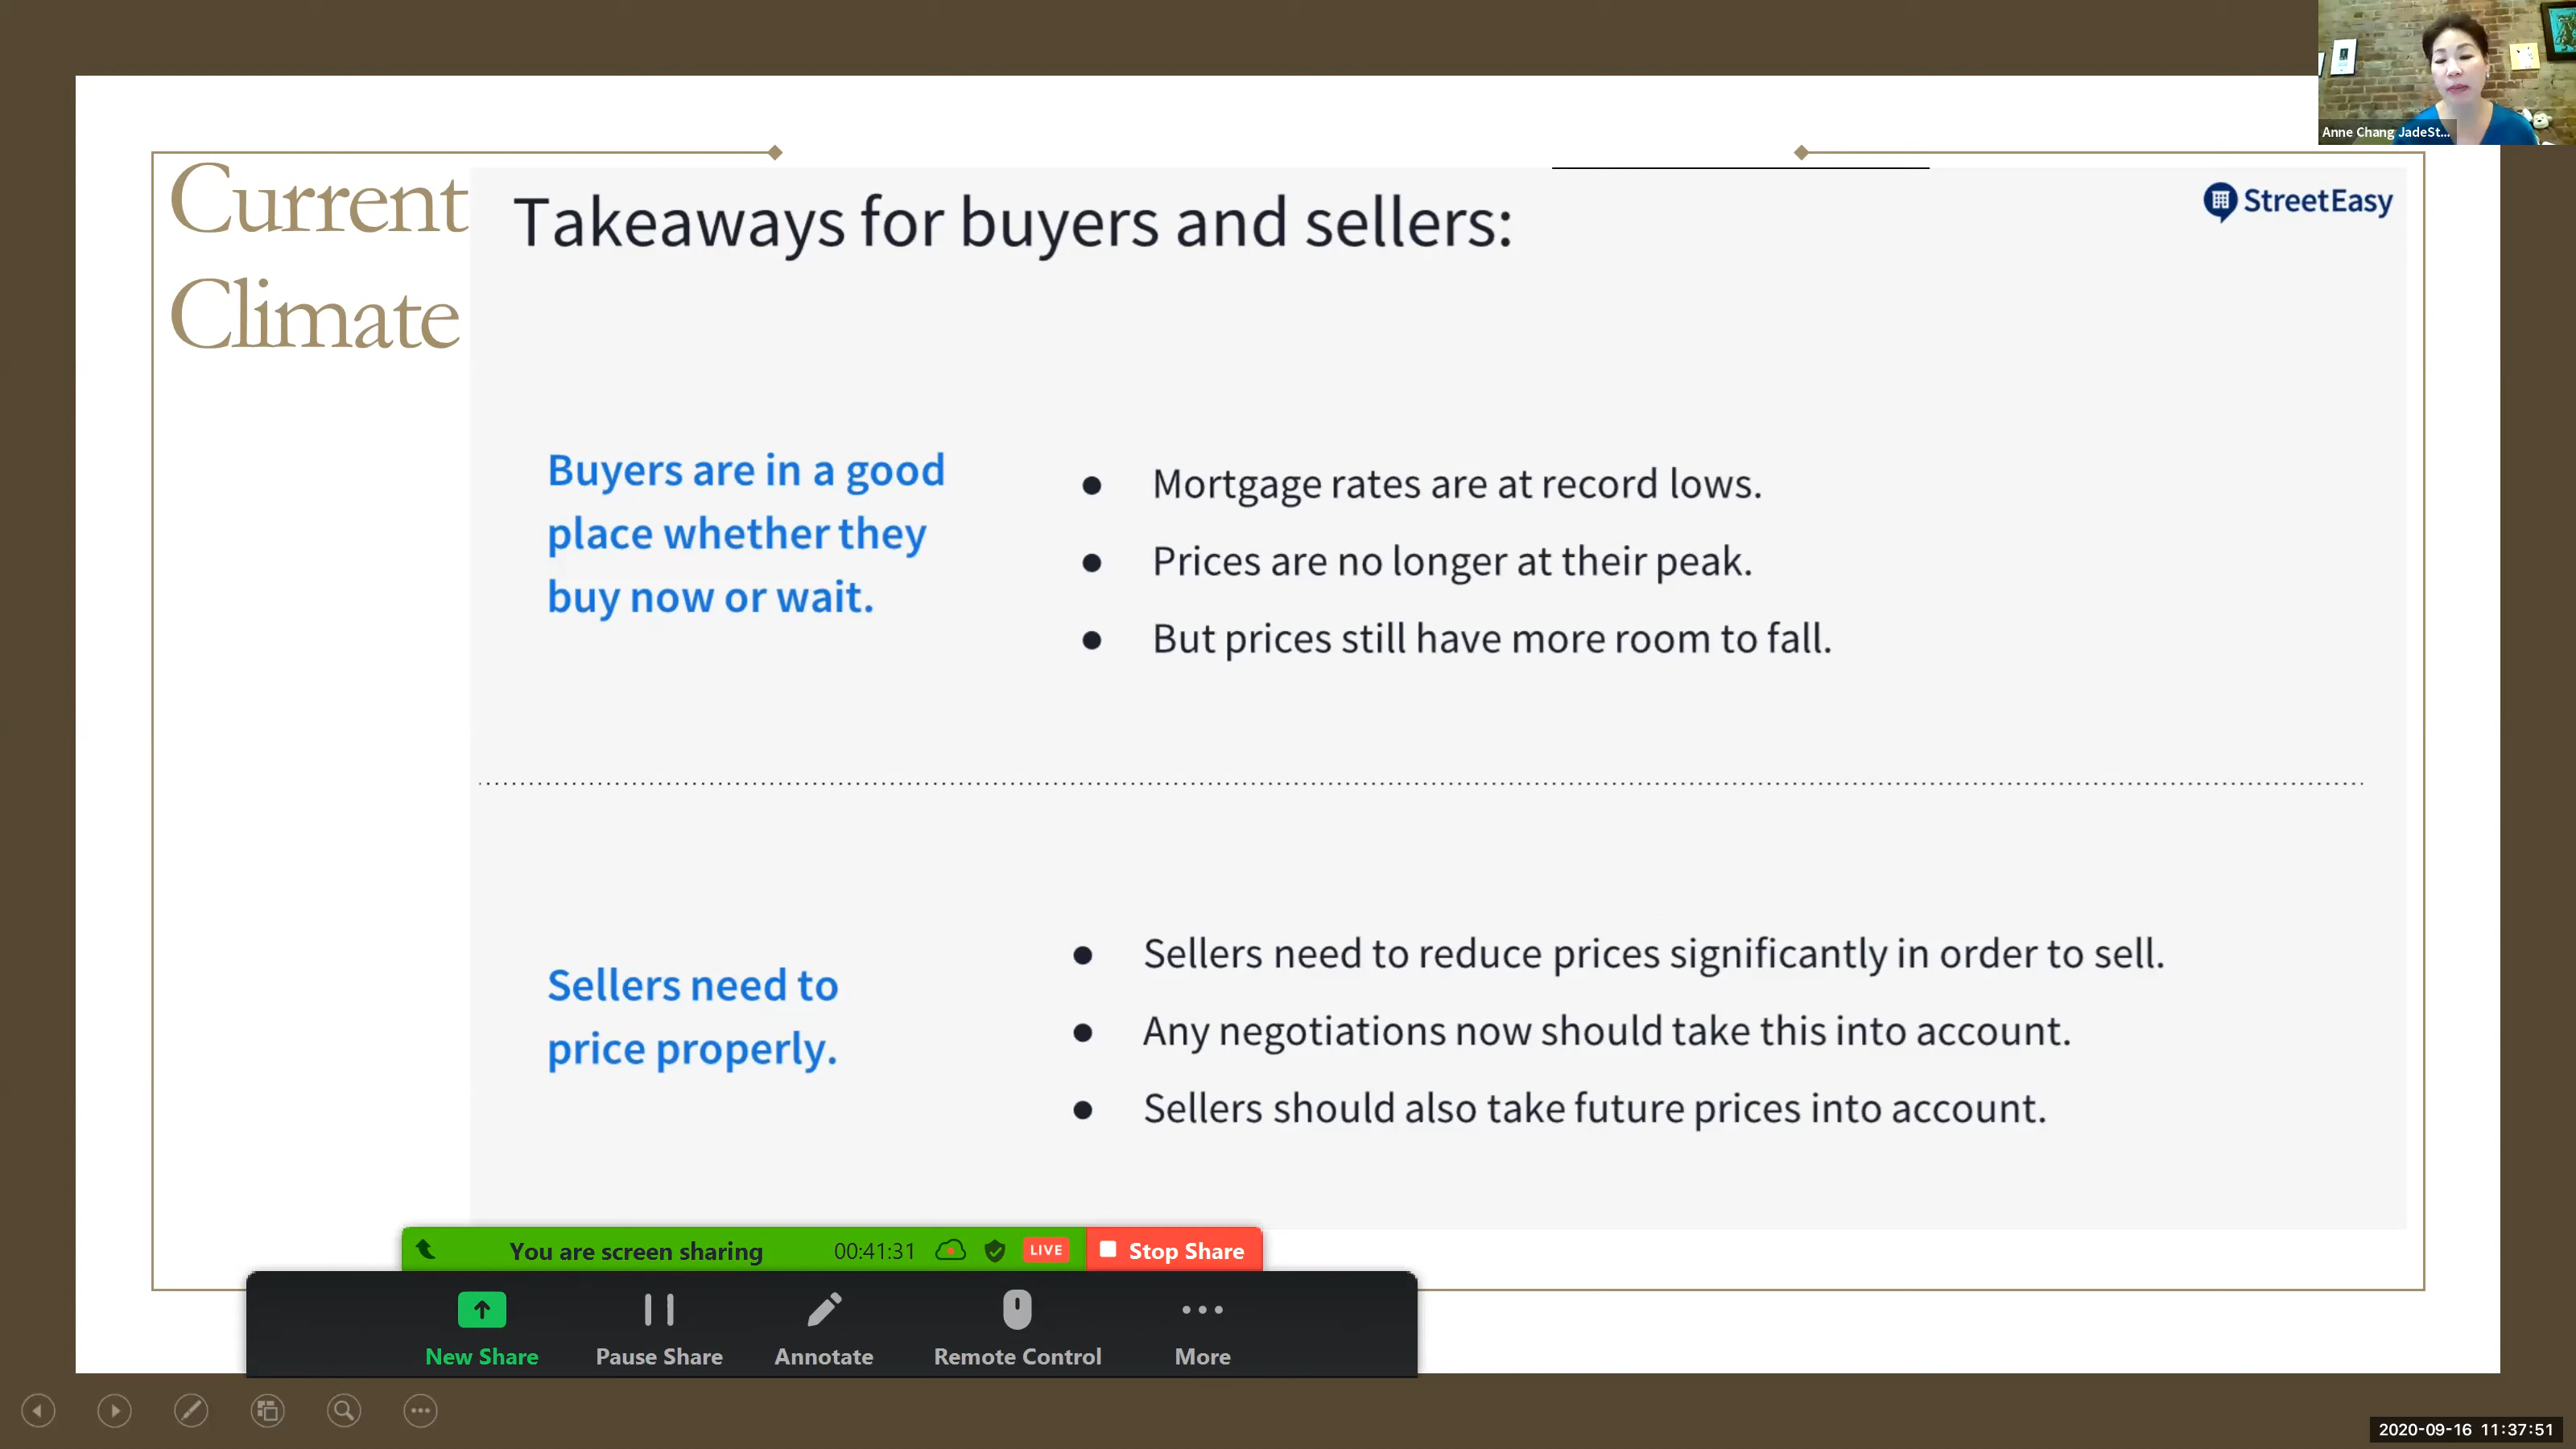 Anne Chang JadeSt...
Current
Climate
Takeaways for buyers and sellers:
StreetEasy
Buyers are in a good
place whether they
buy now or wait.
● Mortgage rates are at record lows.
● Prices are no longer at their peak.
● But prices still have more room to fall.
Sellers need to
price properly.
● Sellers need to reduce prices significantly in order to sell.
● Any negotiations now should take this into account.
● Sellers should also take future prices into account.
You are screen sharing 00:41:31 LIVE Stop Share
New Share Pause Share Annotate Remote Control More
2020-09-16 11:37:51